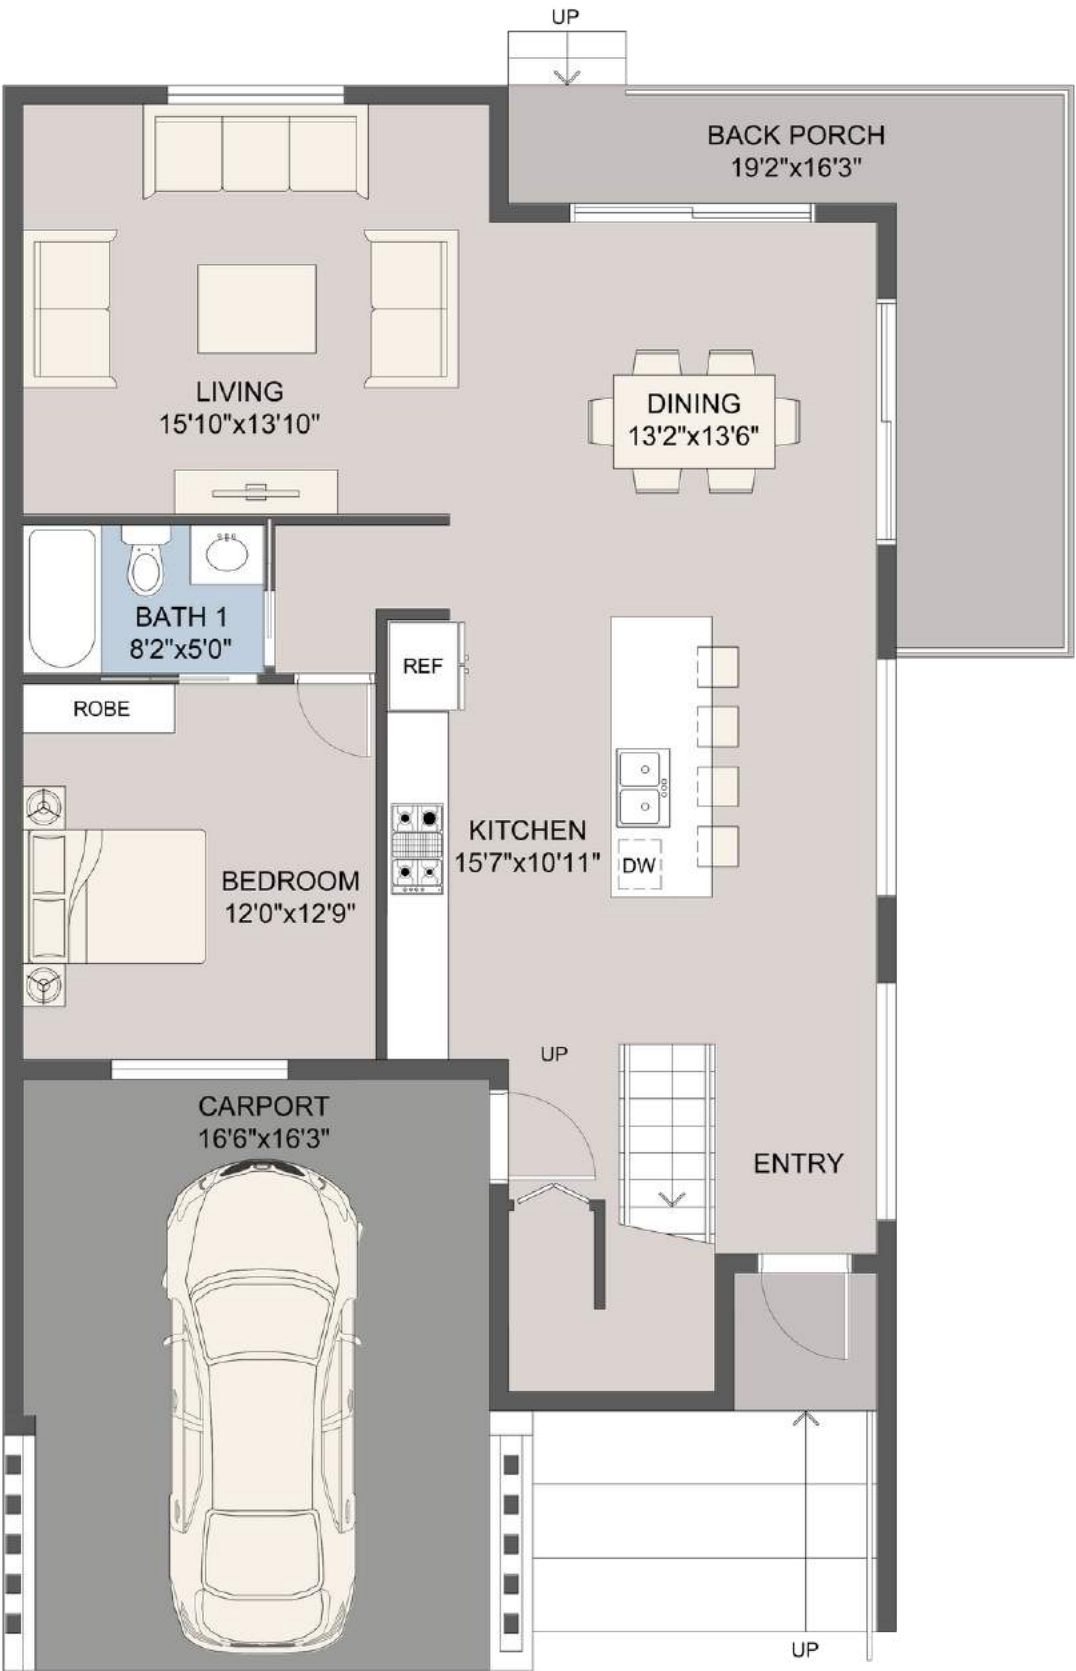 UP
BACK PORCH
19'2"x16'3"
LIVING
15'10"x13'10"
DINING
13'2"x13'6"
BATH 1
8'2"x5'0"
REF
ROBE
KITCHEN
15'7"x10'11"
DW
BEDROOM
12'0"x12'9"
UP
CARPORT
16'6"x16'3"
ENTRY
UP